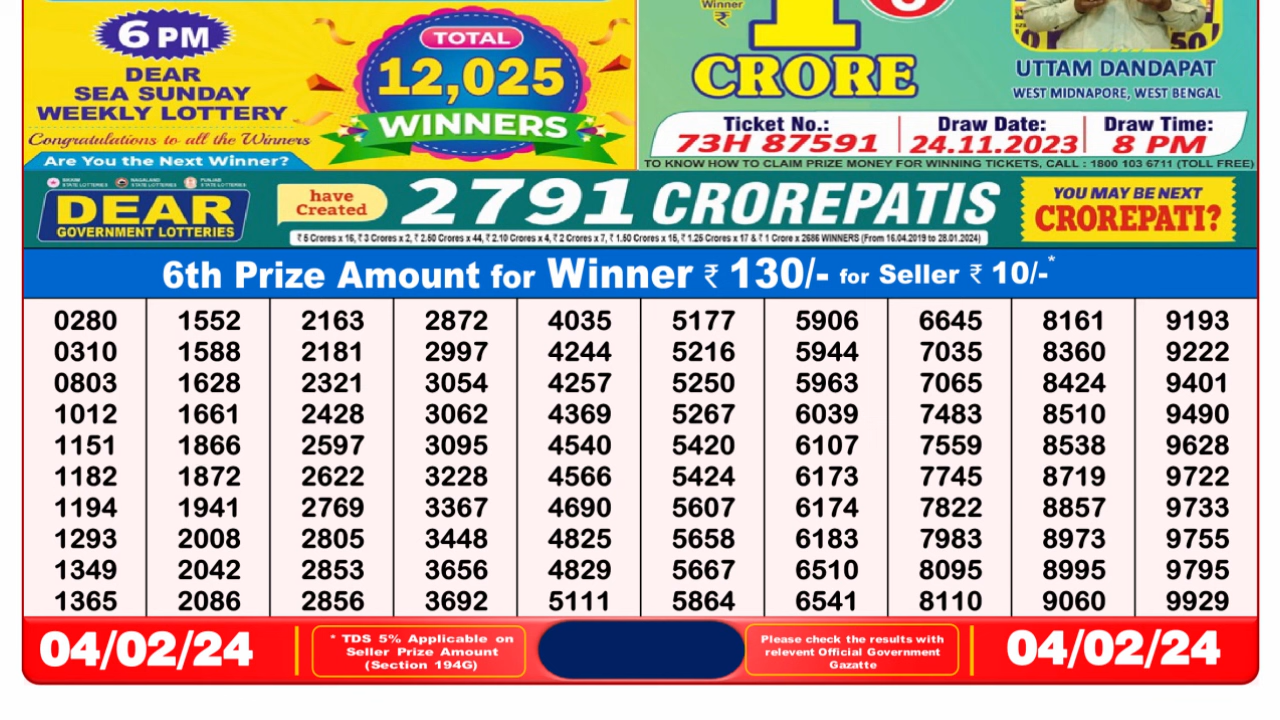 6 PM
DEAR
SEA SUNDAY
WEEKLY LOTTERY
Congratulations to all the Winners
Are You the Next Winner?
TOTAL
12,025
WINNERS
Winner
₹
1
CRORE
50
UTTAM DANDAPAT
WEST MIDNAPORE, WEST BENGAL
Ticket No.: Draw Date: Draw Time:
73H 87591 24.11.2023 8 PM
TO KNOW HOW TO CLAIM PRIZE MONEY FOR WINNING TICKETS, CALL : 1800 103 6711 (TOLL FREE)
SIKKIM STATE LOTTERIES NAGALAND STATE LOTTERIES PUNJAB STATE LOTTERIES
DEAR
GOVERNMENT LOTTERIES
have
Created
2791 CROREPATIS
₹ 5 Crores x 16, ₹ 3 Crores x 2, ₹ 2.50 Crores x 44, ₹ 2.10 Crores x 4, ₹ 2 Crores x 7, ₹ 1.50 Crores x 15, ₹ 1.25 Crores x 17 & ₹ 1 Crore x 2686 WINNERS (From 16.04.2019 to 28.01.2024)
YOU MAY BE NEXT
CROREPATI?
6th Prize Amount for Winner ₹ 130/- for Seller ₹ 10/-*
0280 1552 2163 2872 4035 5177 5906 6645 8161 9193
0310 1588 2181 2997 4244 5216 5944 7035 8360 9222
0803 1628 2321 3054 4257 5250 5963 7065 8424 9401
1012 1661 2428 3062 4369 5267 6039 7483 8510 9490
1151 1866 2597 3095 4540 5420 6107 7559 8538 9628
1182 1872 2622 3228 4566 5424 6173 7745 8719 9722
1194 1941 2769 3367 4690 5607 6174 7822 8857 9733
1293 2008 2805 3448 4825 5658 6183 7983 8973 9755
1349 2042 2853 3656 4829 5667 6510 8095 8995 9795
1365 2086 2856 3692 5111 5864 6541 8110 9060 9929
04/02/24
* TDS 5% Applicable on
Seller Prize Amount
(Section 194G)
Please check the results with
relevent Official Government
Gazatte
04/02/24